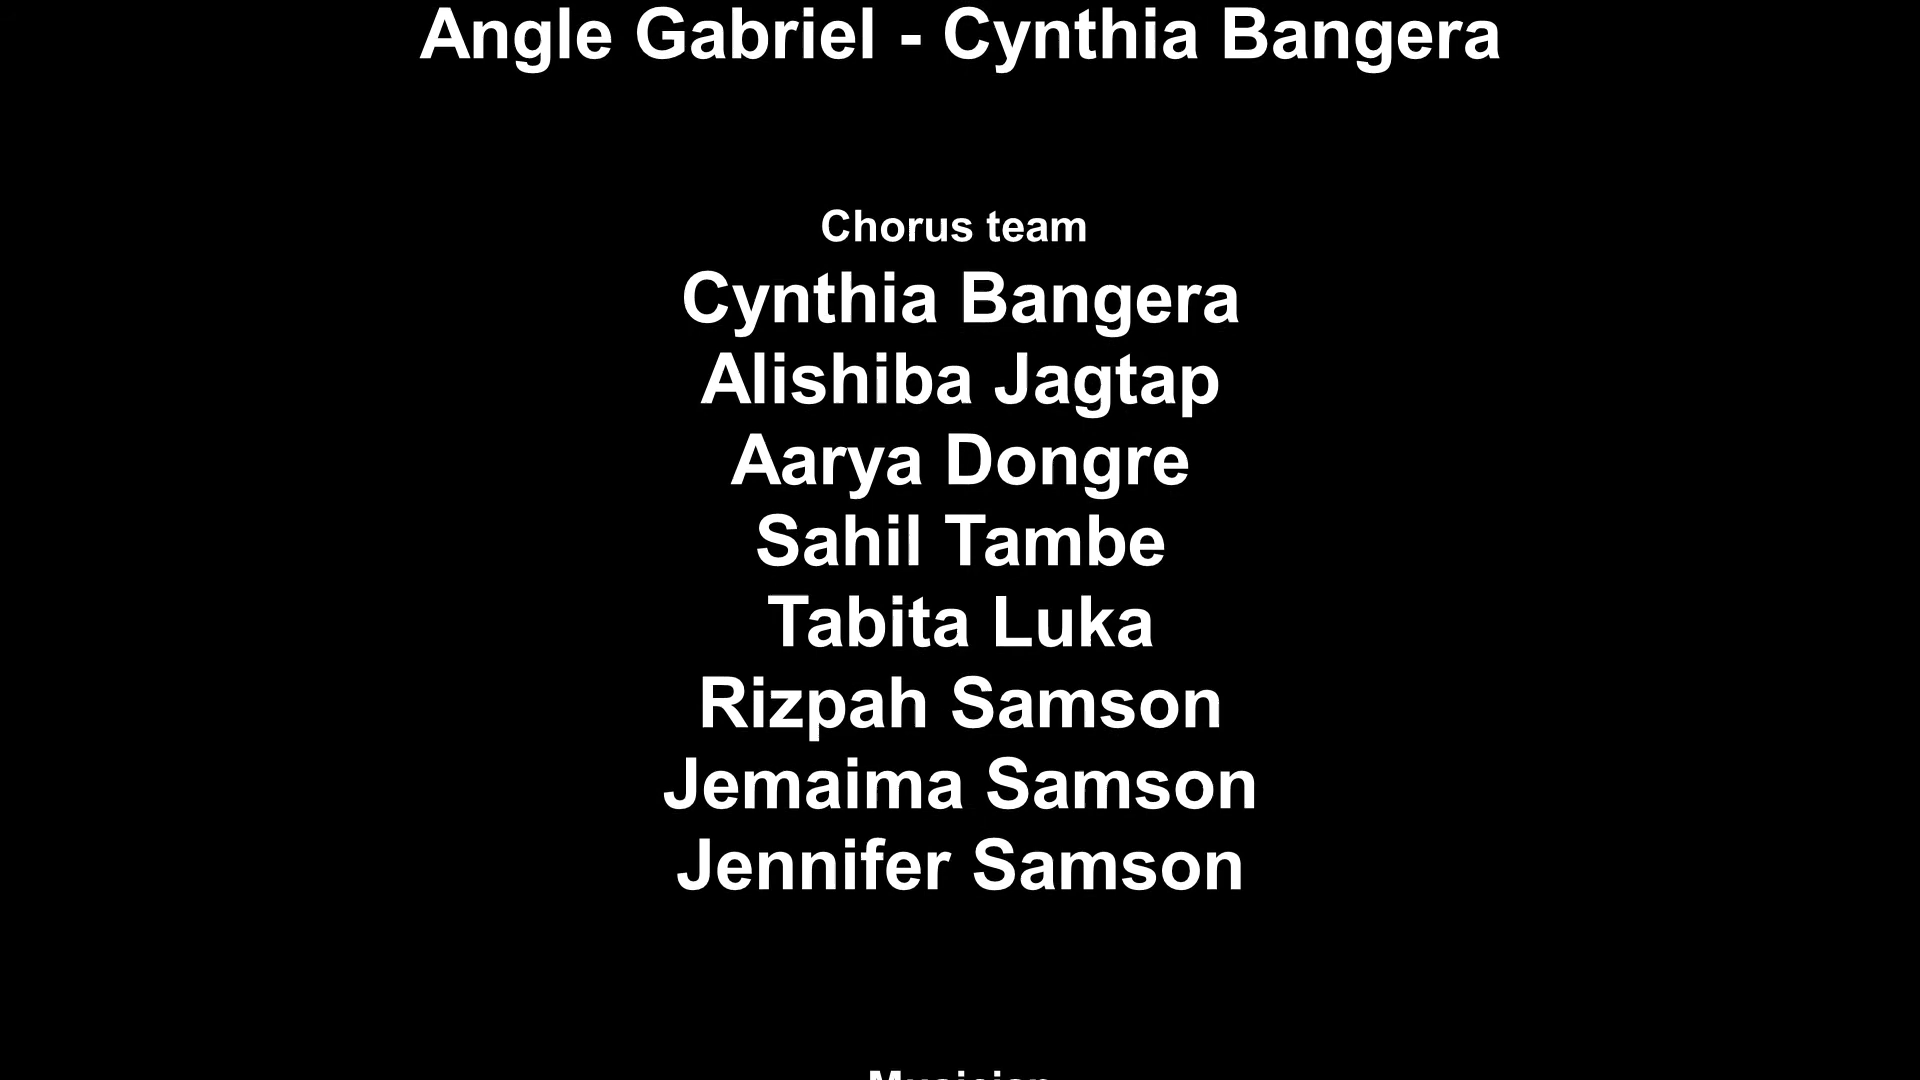 Angle Gabriel - Cynthia Bangera
Chorus team
Cynthia Bangera
Alishiba Jagtap
Aarya Dongre
Sahil Tambe
Tabita Luka
Rizpah Samson
Jemaima Samson
Jennifer Samson
Musician